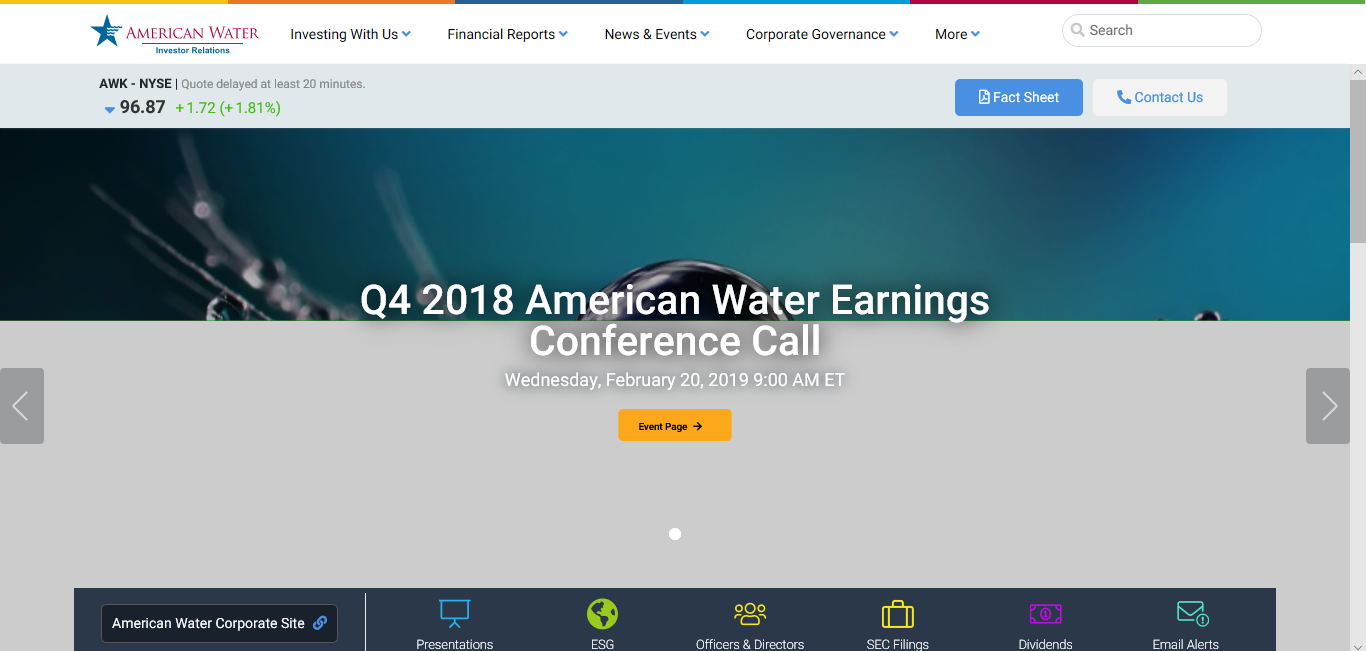 AMERICAN WATER
Investor Relations
Investing With Us
Financial Reports
News & Events
Corporate Governance
More
Search
AWK - NYSE | Quote delayed at least 20 minutes.
96.87 +1.72 (+1.81%)
Fact Sheet
Contact Us
Q4 2018 American Water Earnings
Conference Call
Wednesday, February 20, 2019 9:00 AM ET
Event Page
American Water Corporate Site
Presentations
ESG
Officers & Directors
SEC Filings
Dividends
Email Alerts